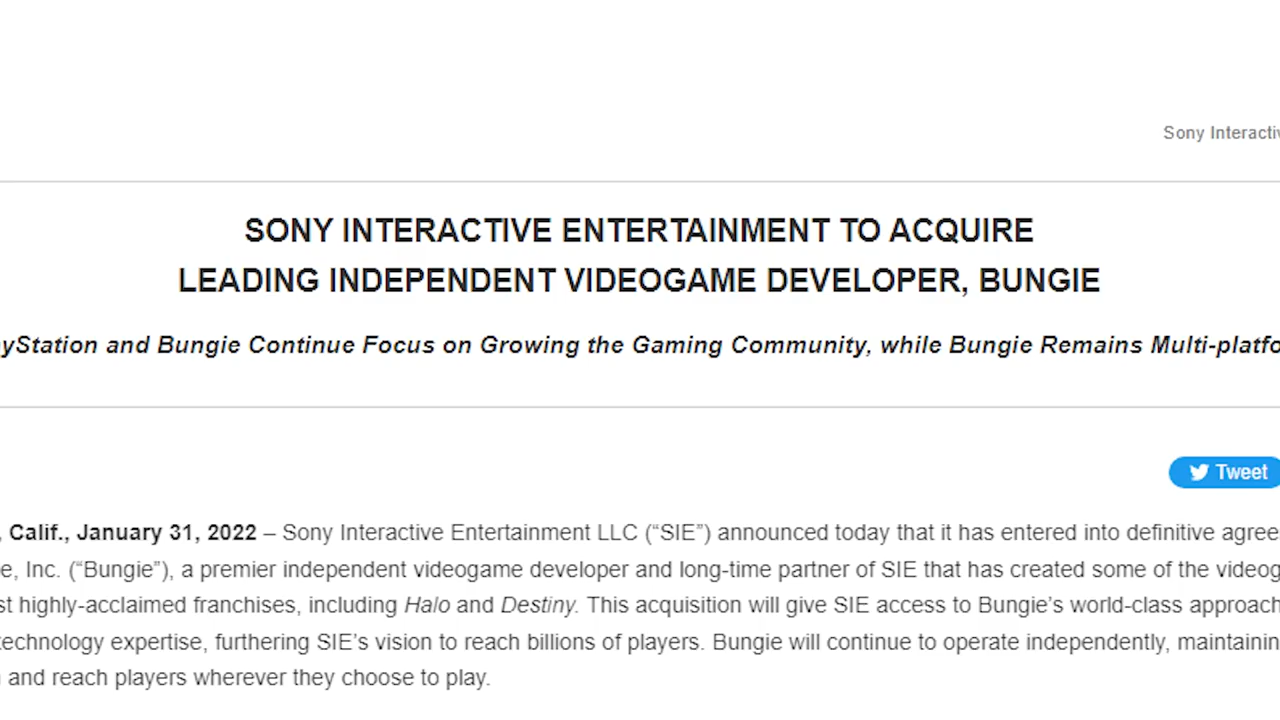 Sony Interactiv
SONY INTERACTIVE ENTERTAINMENT TO ACQUIRE
LEADING INDEPENDENT VIDEOGAME DEVELOPER, BUNGIE
yStation and Bungie Continue Focus on Growing the Gaming Community, while Bungie Remains Multi-platfo
Tweet
, Calif., January 31, 2022 – Sony Interactive Entertainment LLC (“SIE”) announced today that it has entered into definitive agree
e, Inc. (“Bungie”), a premier independent videogame developer and long-time partner of SIE that has created some of the videog
st highly-acclaimed franchises, including Halo and Destiny. This acquisition will give SIE access to Bungie’s world-class approach
technology expertise, furthering SIE’s vision to reach billions of players. Bungie will continue to operate independently, maintainin
and reach players wherever they choose to play.